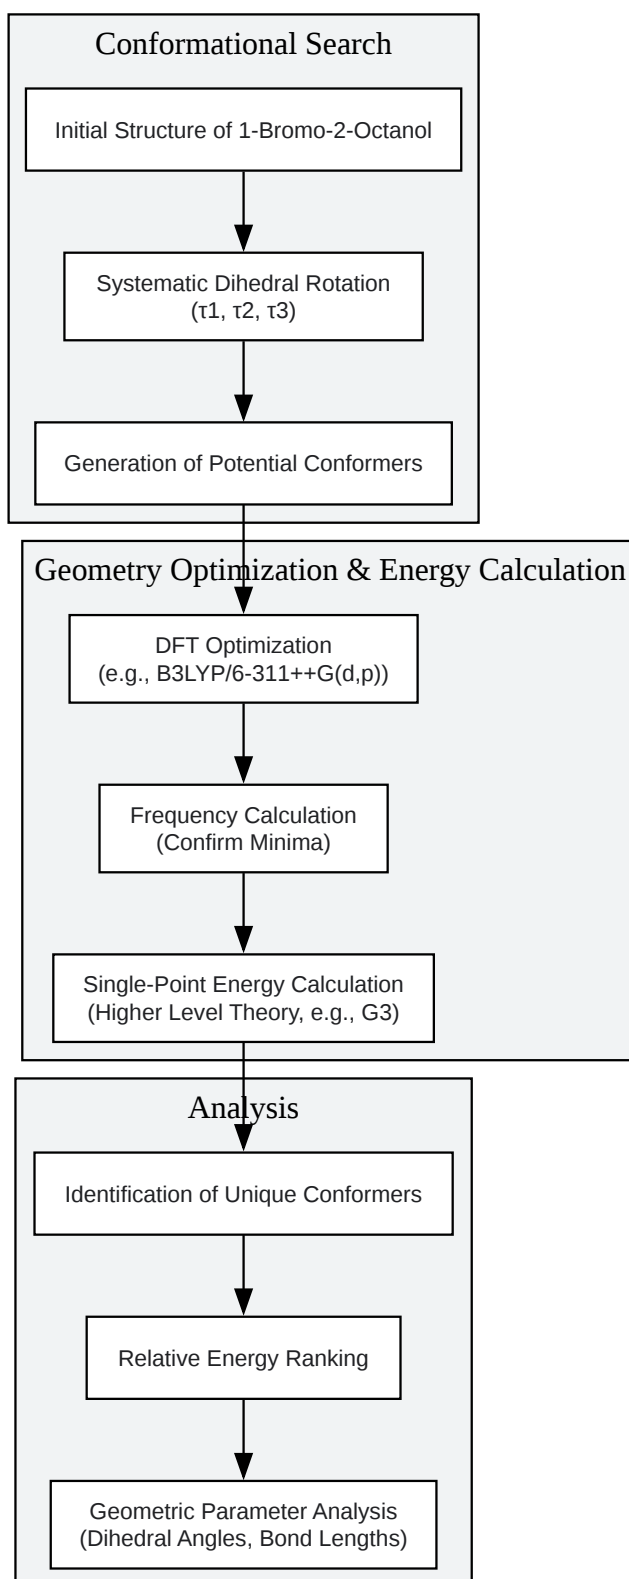 Conformational Search
Initial Structure of 1-Bromo-2-Octanol
Systematic Dihedral Rotation
(τ1, τ2, τ3)
Generation of Potential Conformers
Geometry Optimization & Energy Calculation
DFT Optimization
(e.g., B3LYP/6-311++G(d,p))
Frequency Calculation
(Confirm Minima)
Single-Point Energy Calculation
(Higher Level Theory, e.g., G3)
Analysis
Identification of Unique Conformers
Relative Energy Ranking
Geometric Parameter Analysis
(Dihedral Angles, Bond Lengths)